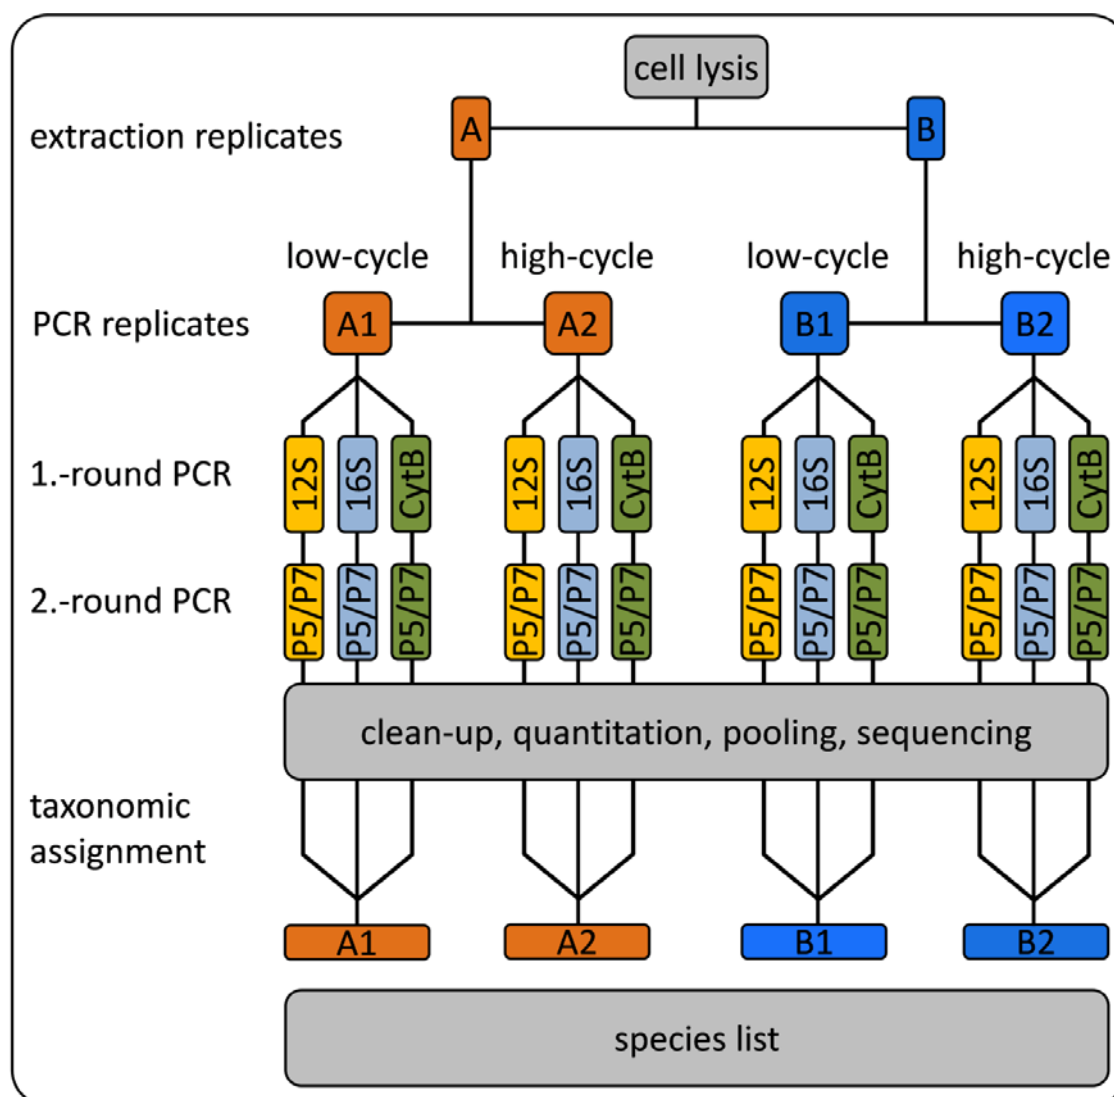 cell lysis
extraction replicates
A
B
low-cycle
high-cycle
low-cycle
high-cycle
PCR replicates
A1
A2
B1
B2
1.-round PCR
12S
16S
CytB
12S
16S
CytB
12S
16S
CytB
12S
16S
CytB
2.-round PCR
P5/P7
P5/P7
P5/P7
P5/P7
P5/P7
P5/P7
P5/P7
P5/P7
P5/P7
P5/P7
P5/P7
P5/P7
clean-up, quantitation, pooling, sequencing
taxonomic
assignment
A1
A2
B1
B2
species list